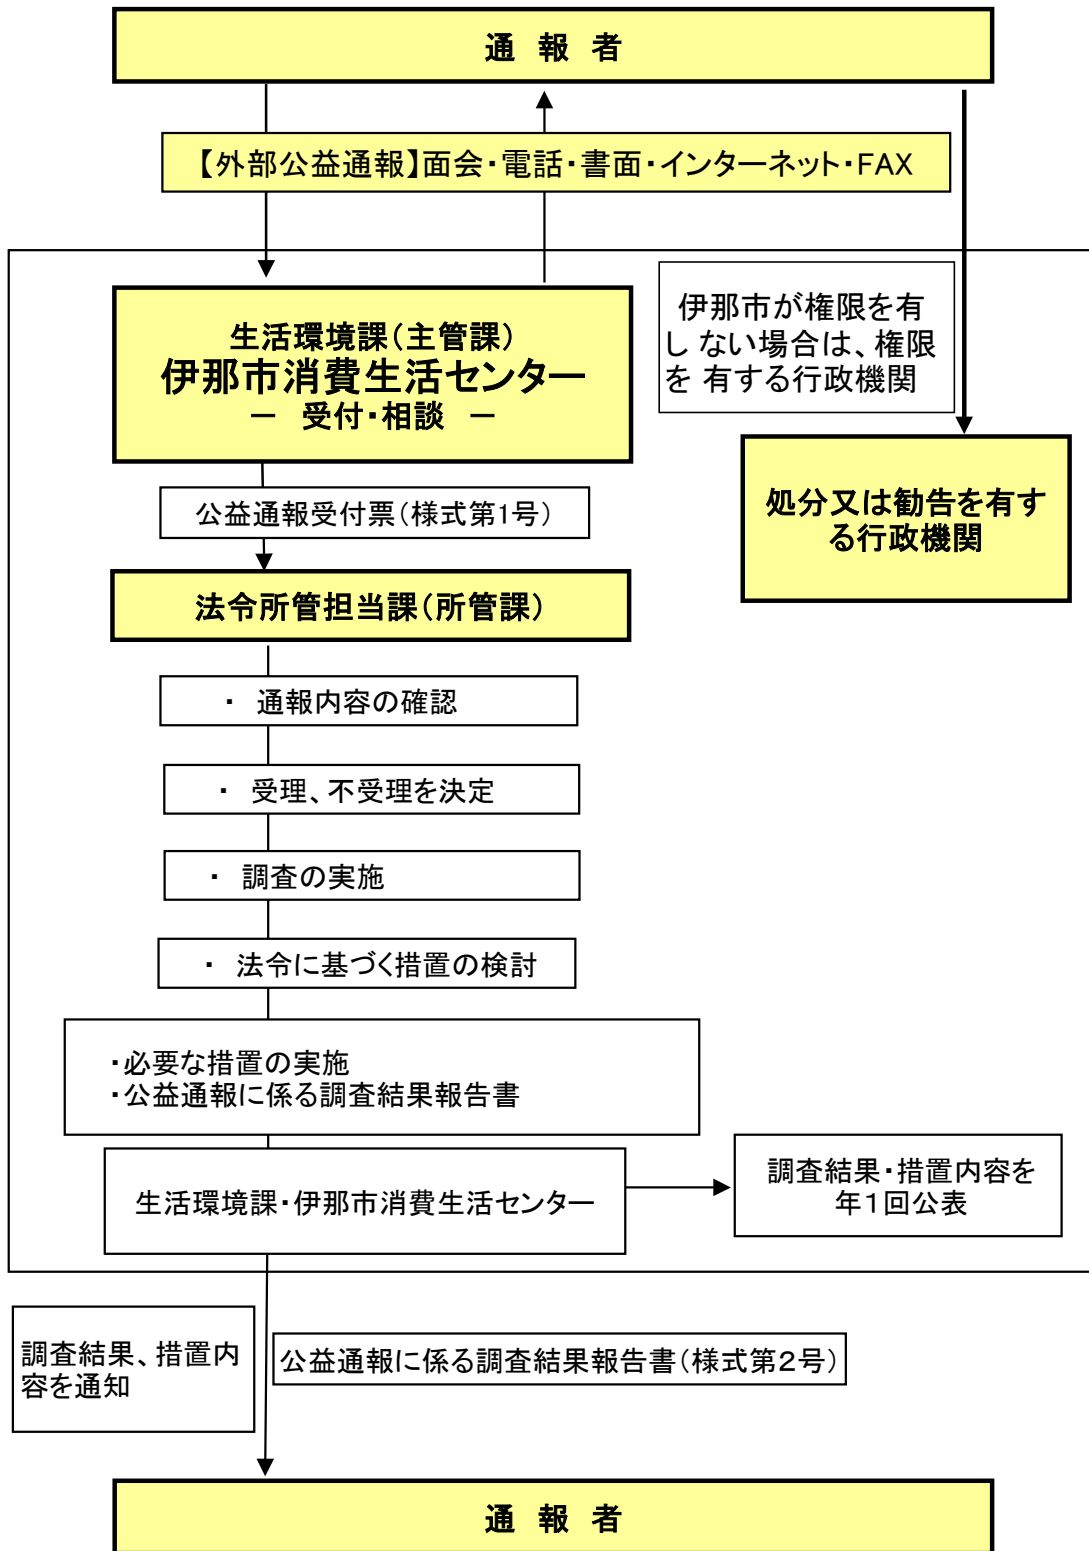 通 報 者
【外部公益通報】面会・電話・書面・インターネット・FAX
生活環境課(主管課)
伊那市消費生活センター
－ 受付・相談 －
伊那市が権限を有
し ない場合は、権限
を 有する行政機関
処分又は勧告を有す
る行政機関
公益通報受付票(様式第1号)
法令所管担当課(所管課)
・ 通報内容の確認
・ 受理、不受理を決定
・ 調査の実施
・ 法令に基づく措置の検討
・必要な措置の実施
・公益通報に係る調査結果報告書
生活環境課・伊那市消費生活センター
調査結果・措置内容を
年1回公表
調査結果、措置内
容を通知
公益通報に係る調査結果報告書(様式第2号)
通 報 者